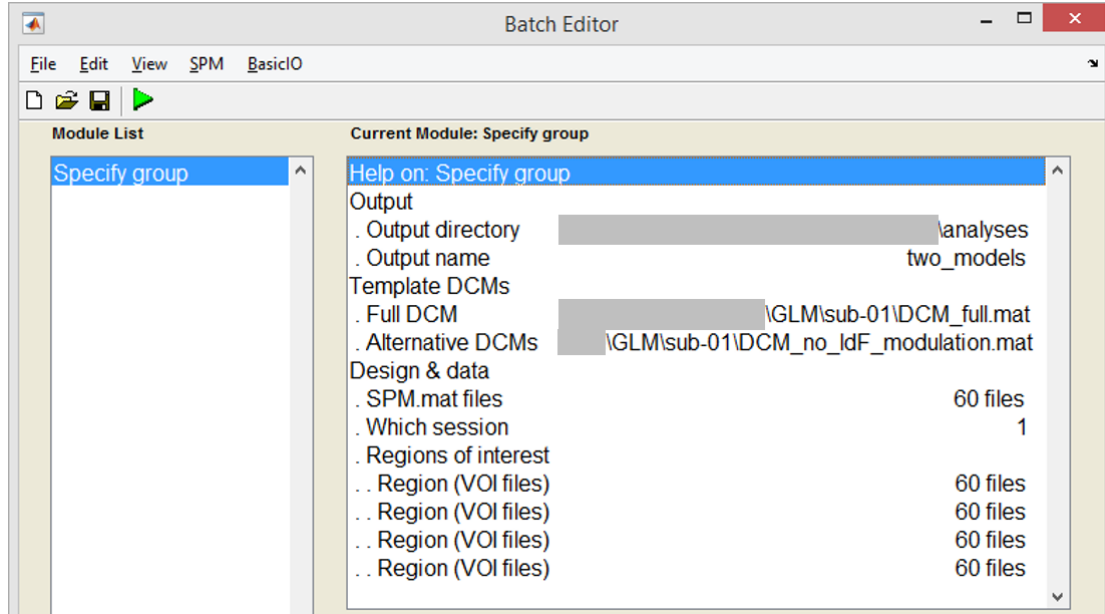 Batch Editor
File Edit View SPM BasicIO
Module List
Current Module: Specify group
Specify group
Help on: Specify group
Output
. Output directory \analyses
. Output name two_models
Template DCMs
. Full DCM \GLM\sub-01\DCM_full.mat
. Alternative DCMs \GLM\sub-01\DCM_no_ldF_modulation.mat
Design & data
. SPM.mat files 60 files
. Which session 1
. Regions of interest
. . Region (VOI files) 60 files
. . Region (VOI files) 60 files
. . Region (VOI files) 60 files
. . Region (VOI files) 60 files